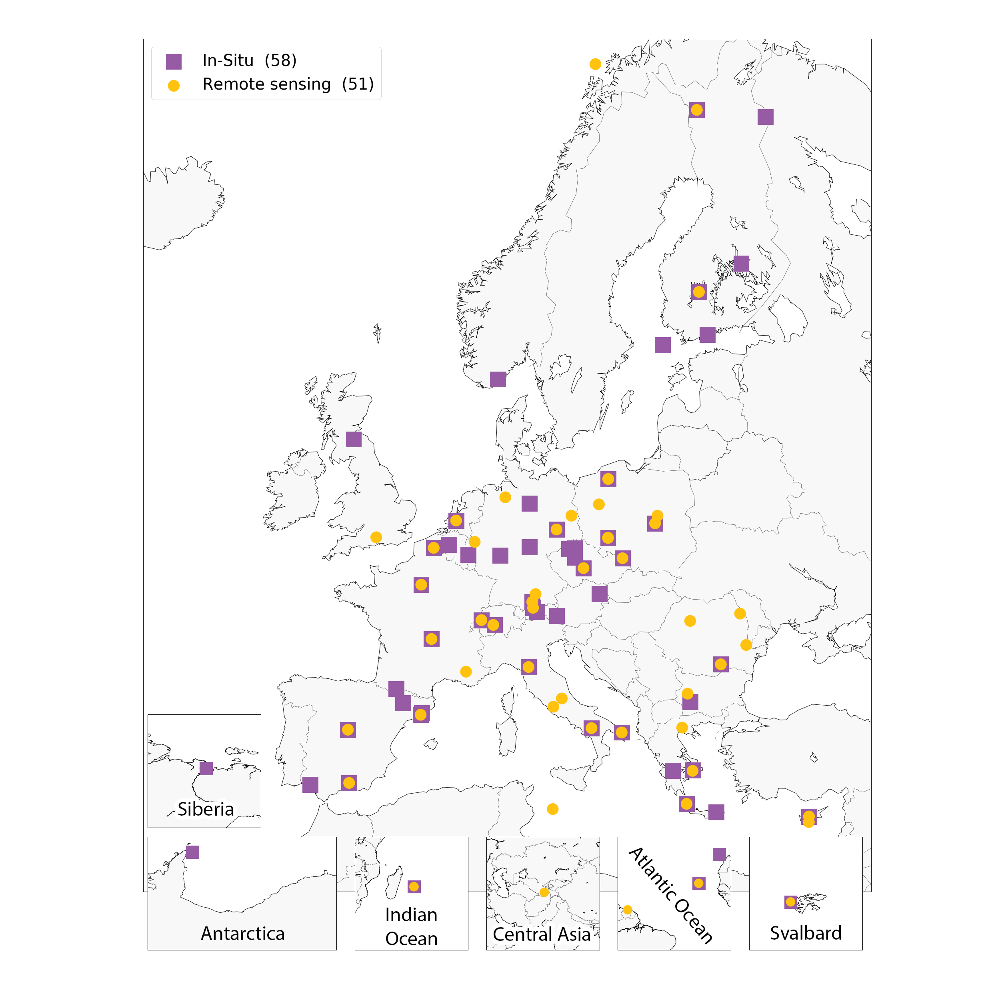 In-Situ (58)
Remote sensing (51)
Siberia
Antarctica
Indian
Ocean
Central Asia
Atlantic Ocean
Svalbard